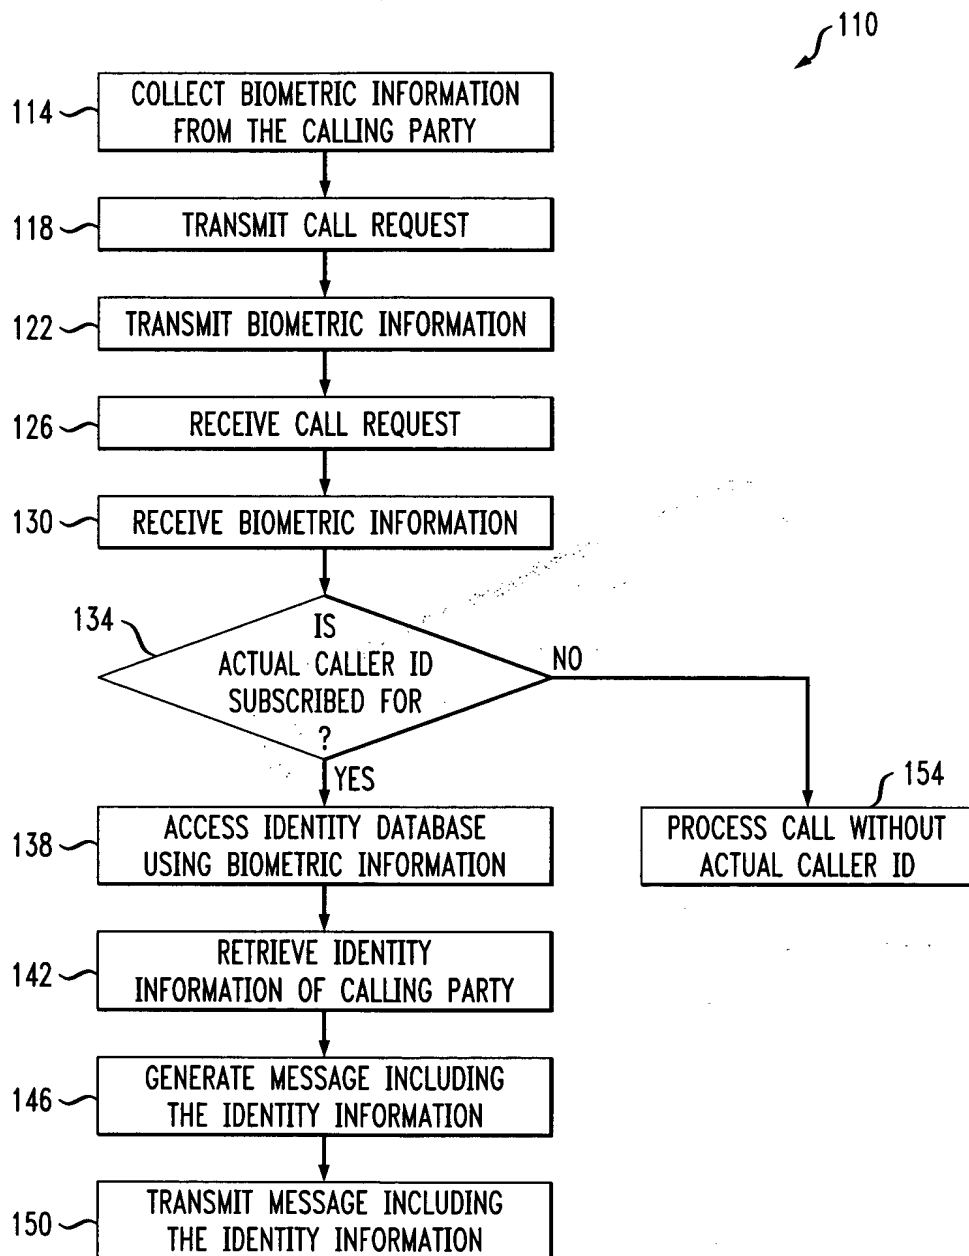 110
114
COLLECT BIOMETRIC INFORMATION
FROM THE CALLING PARTY
118
TRANSMIT CALL REQUEST
122
TRANSMIT BIOMETRIC INFORMATION
126
RECEIVE CALL REQUEST
130
RECEIVE BIOMETRIC INFORMATION
134
IS
ACTUAL CALLER ID
SUBSCRIBED FOR
?
NO
YES
154
PROCESS CALL WITHOUT
ACTUAL CALLER ID
138
ACCESS IDENTITY DATABASE
USING BIOMETRIC INFORMATION
142
RETRIEVE IDENTITY
INFORMATION OF CALLING PARTY
146
GENERATE MESSAGE INCLUDING
THE IDENTITY INFORMATION
150
TRANSMIT MESSAGE INCLUDING
THE IDENTITY INFORMATION